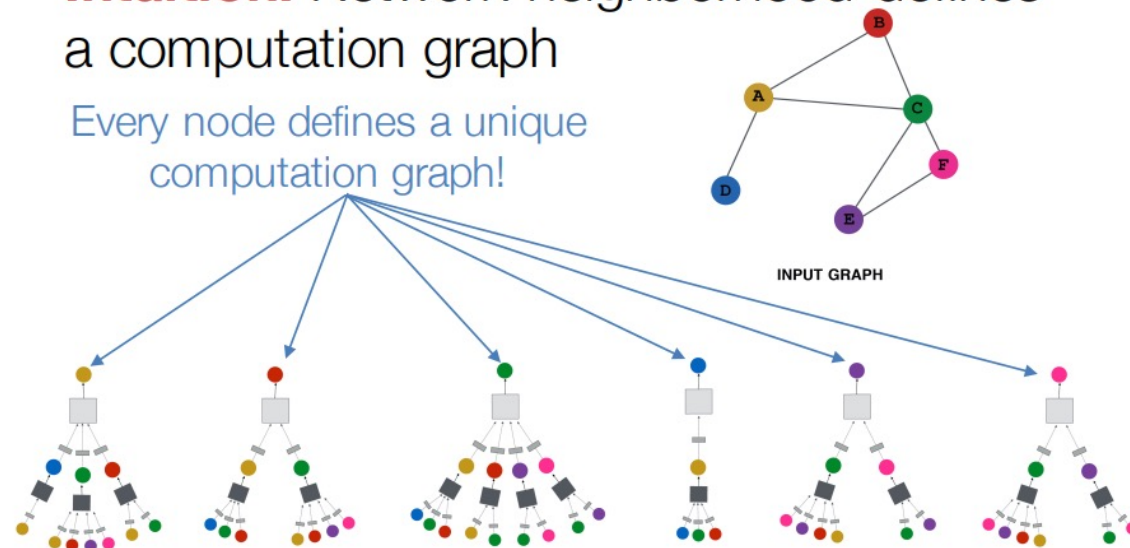 a computation graph
Every node defines a unique
computation graph!
B
A
C
F
D
E
INPUT GRAPH